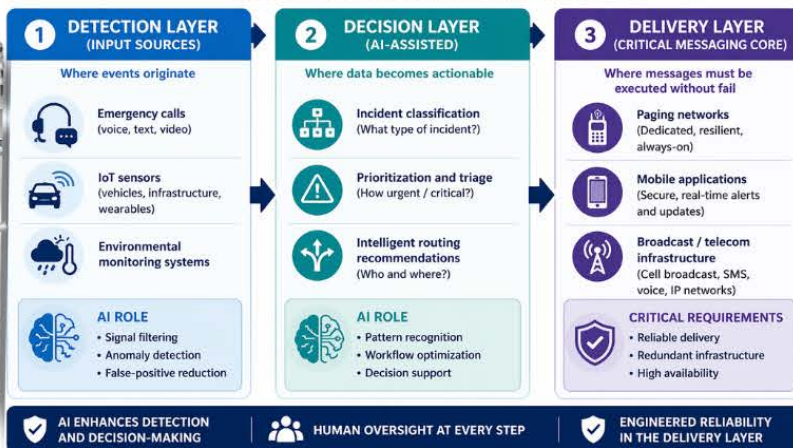 1 DETECTION LAYER
(INPUT SOURCES)
Where events originate
Emergency calls
(voice, text, video)
IoT sensors
(vehicles, infrastructure,
wearables)
Environmental
monitoring systems
AI ROLE
• Signal filtering
• Anomaly detection
• False-positive reduction
2 DECISION LAYER
(AI-ASSISTED)
Where data becomes actionable
Incident classification
(What type of incident?)
Prioritization and triage
(How urgent / critical?)
Intelligent routing
recommendations
(Who and where?)
AI ROLE
• Pattern recognition
• Workflow optimization
• Decision support
3 DELIVERY LAYER
(CRITICAL MESSAGING CORE)
Where messages must be
executed without fail
Paging networks
(Dedicated, resilient,
always-on)
Mobile applications
(Secure, real-time alerts
and updates)
Broadcast / telecom
infrastructure
(Cell broadcast, SMS,
voice, IP networks)
CRITICAL REQUIREMENTS
• Reliable delivery
• Redundant infrastructure
• High availability
AI ENHANCES DETECTION
AND DECISION-MAKING
HUMAN OVERSIGHT AT EVERY STEP
ENGINEERED RELIABILITY
IN THE DELIVERY LAYER